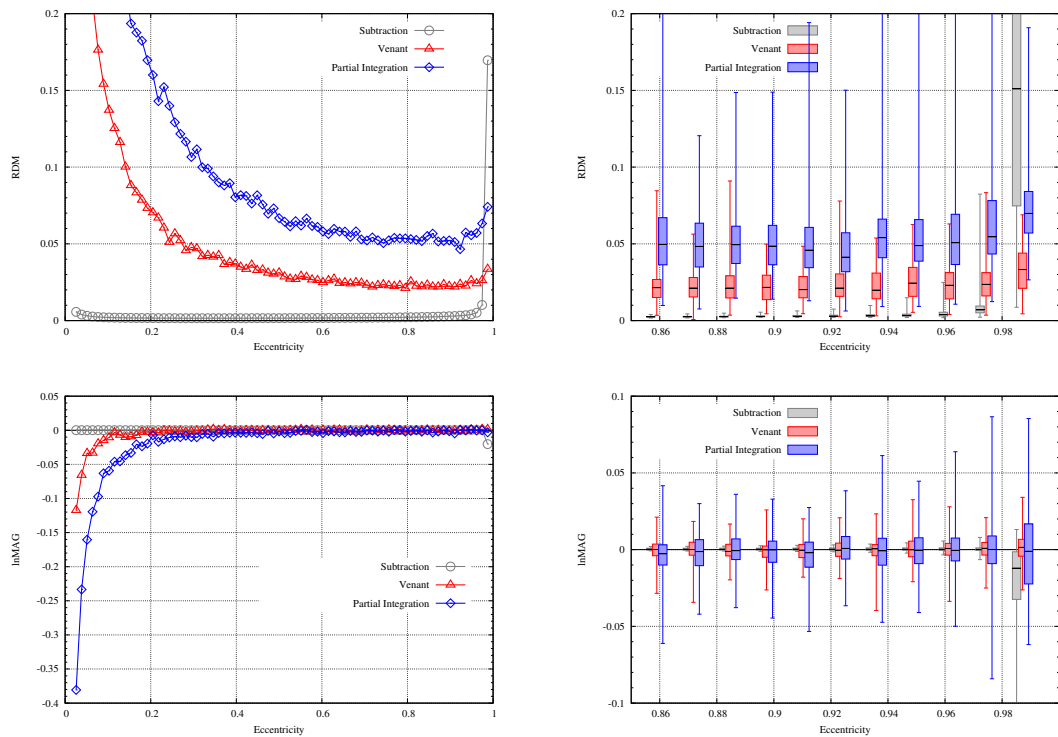 0.2
0.15
0.1
0.05
0
RDM
0
0.2
0.4
0.6
0.8
1
Eccentricity
Subtraction
Venant
Partial Integration
0.2
0.15
0.1
0.05
0
RDM
0.86
0.88
0.9
0.92
0.94
0.96
0.98
Eccentricity
Subtraction
Venant
Partial Integration
0.05
0
-0.05
-0.1
-0.15
-0.2
-0.25
-0.3
-0.35
-0.4
lnMAG
0
0.2
0.4
0.6
0.8
1
Eccentricity
Subtraction
Venant
Partial Integration
0.1
0.05
0
-0.05
-0.1
lnMAG
0.86
0.88
0.9
0.92
0.94
0.96
0.98
Eccentricity
Subtraction
Venant
Partial Integration